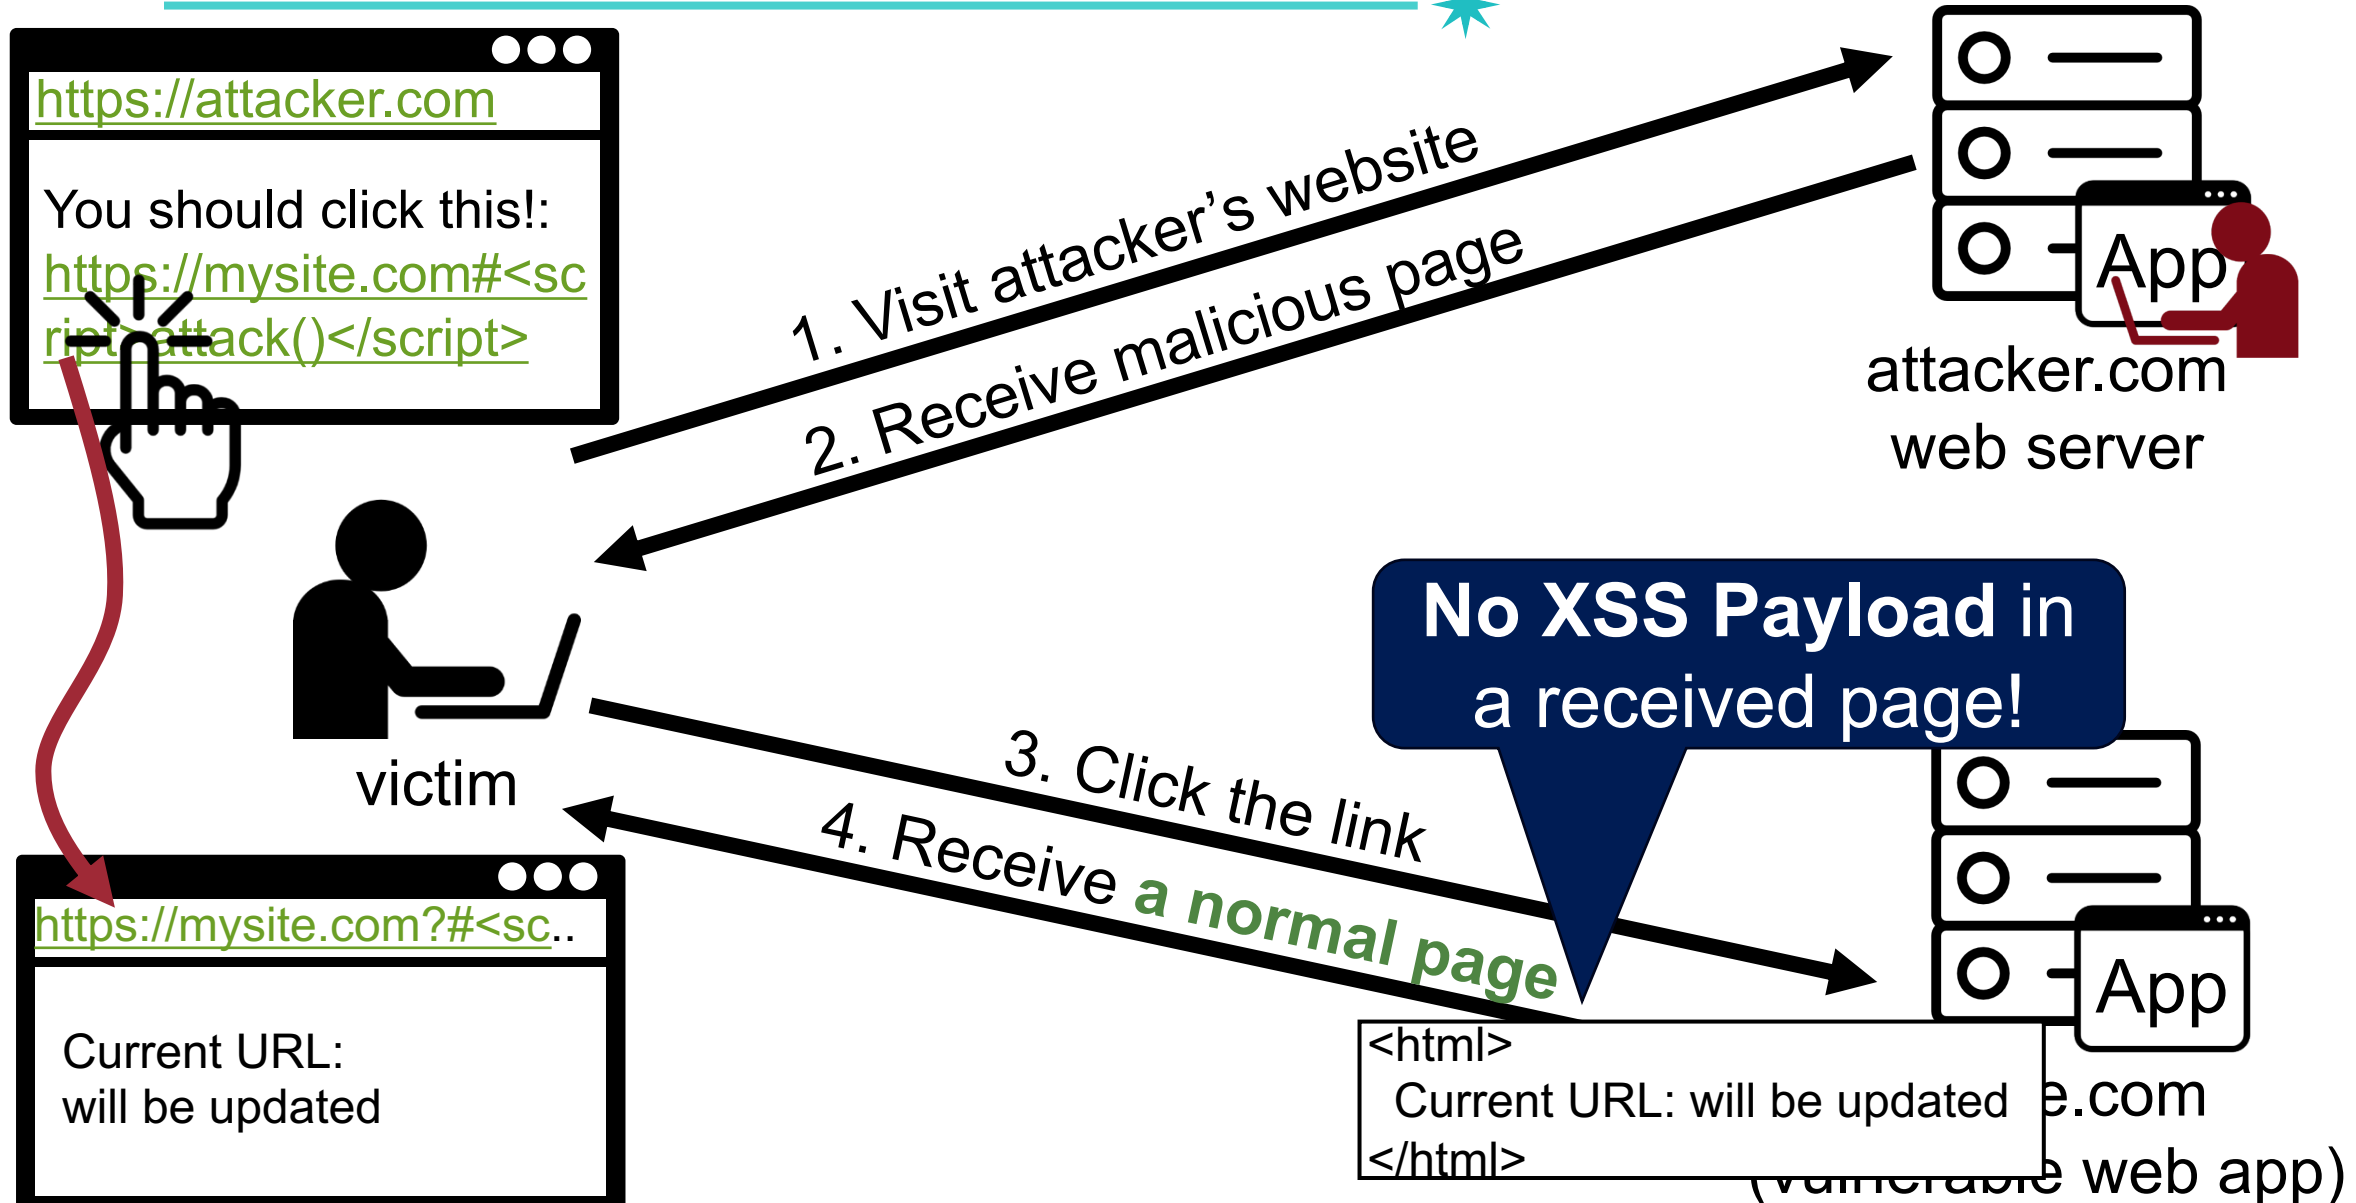 https://attacker.com
You should click this!:
https://mysite.com#<sc
ript>attack()</script>
1. Visit attacker's website
2. Receive malicious page
App
attacker.com
web server
victim
No XSS Payload in
a received page!
3. Click the link
4. Receive a normal page
https://mysite.com?#<sc..
Current URL:
will be updated
App
<html>
Current URL: will be updated
</html>
e.com
(vulnerable web app)